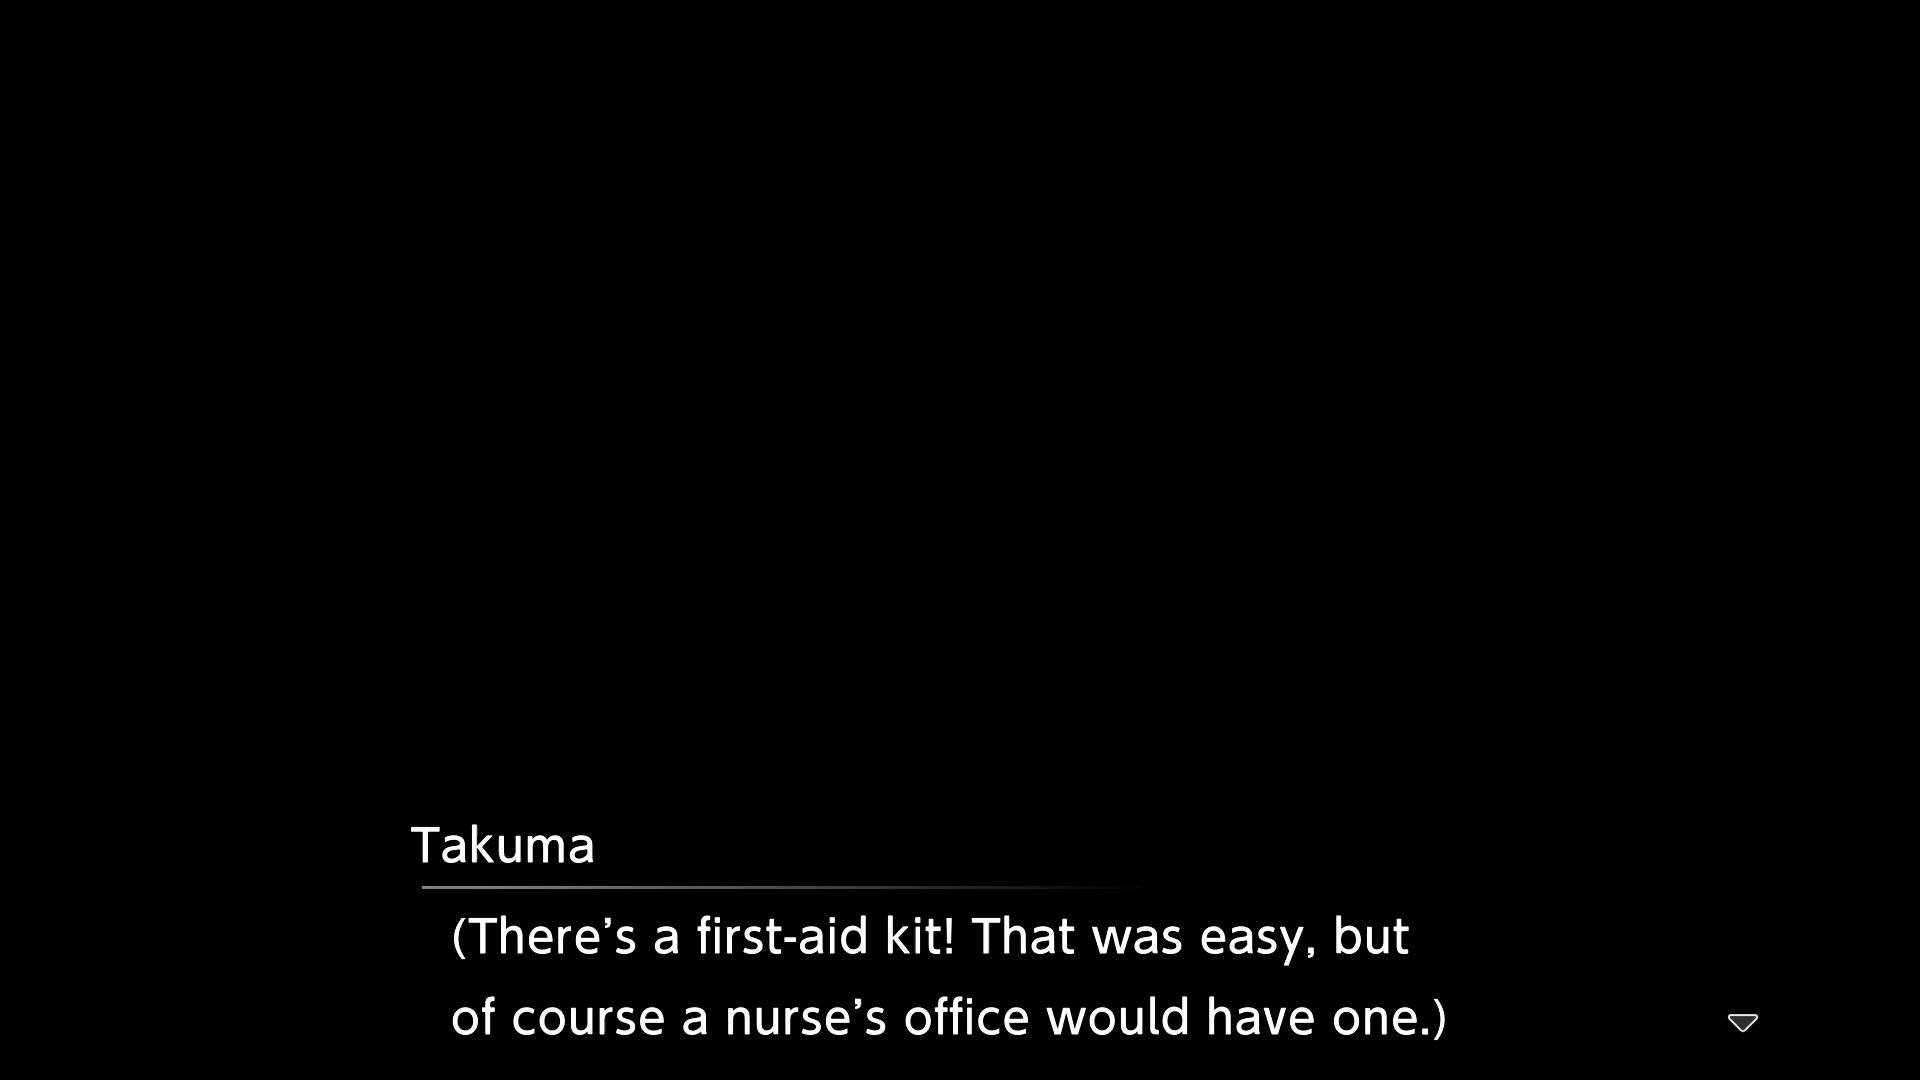 Takuma
(There’s a first-aid kit! That was easy, but
of course a nurse’s office would have one.)